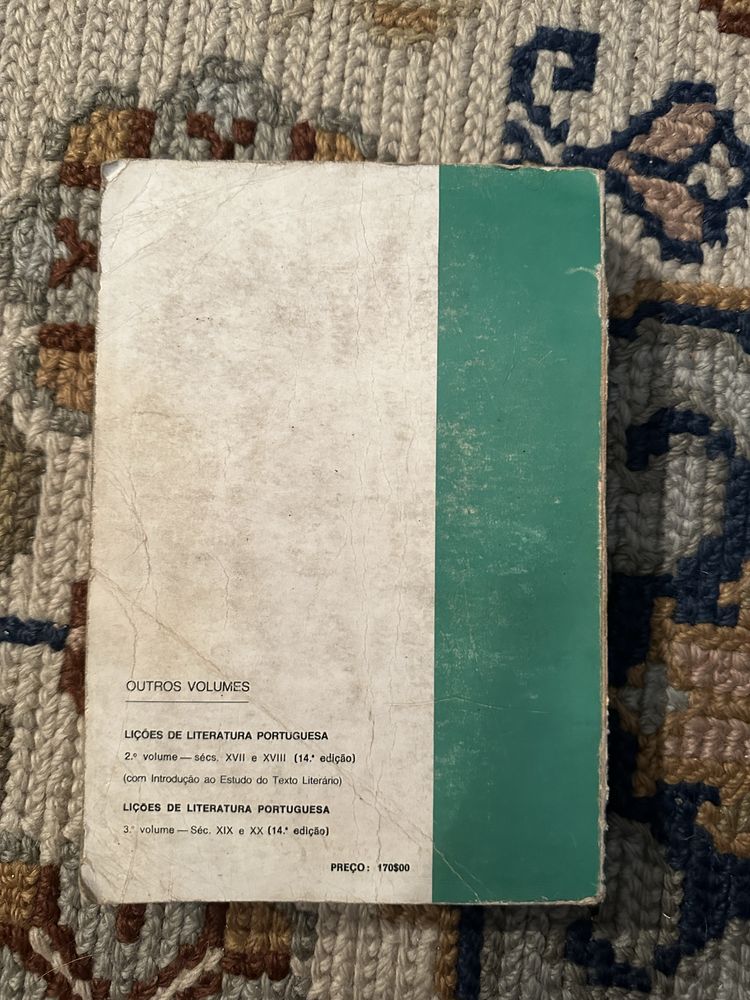 OUTROS VOLUMES
LIÇÕES DE LITERATURA PORTUGUESA
2.º volume — sécs. XVII e XVIII (14.ª edição)
(com Introdução ao Estudo do Texto Literário)
LIÇÕES DE LITERATURA PORTUGUESA
3.º volume — Séc. XIX e XX (14.ª edição)
PREÇO: 170$00